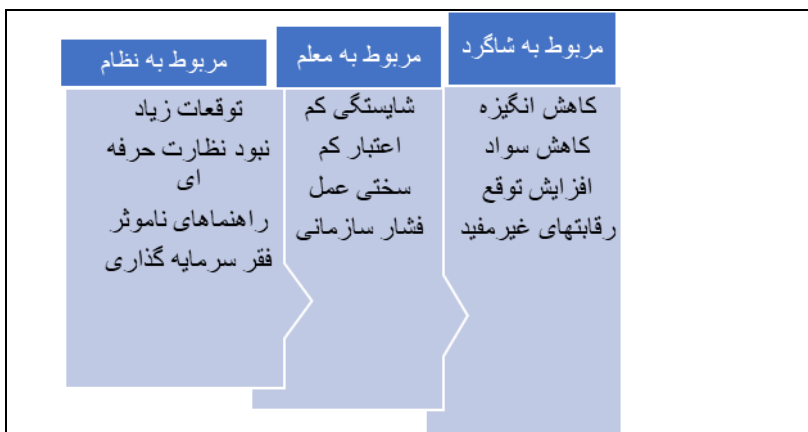 مربوط به شاگرد
کاهش انگیزه
کاهش سواد
افزایش توقع
رقابتهای غیرمفید
مربوط به معلم
شایستگی کم
اعتبار کم
سختی عمل
فشار سازمانی
مربوط به نظام
توقعات زیاد
نبود نظارت حرفه
ای
راهنماهای ناموثر
فقر سرمایه گذاری